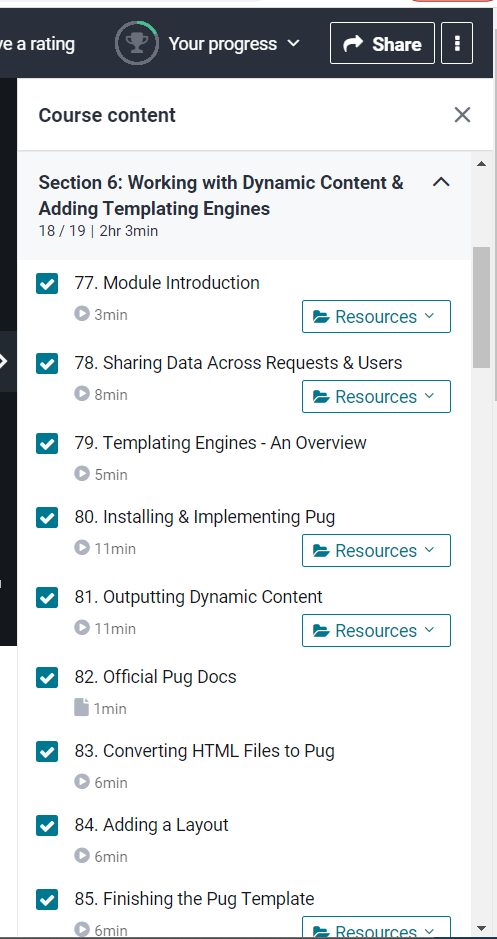 ve a rating
Your progress
Share
Course content
Section 6: Working with Dynamic Content &
Adding Templating Engines
18 / 19 | 2hr 3min
77. Module Introduction
3min
Resources
78. Sharing Data Across Requests & Users
8min
Resources
79. Templating Engines - An Overview
5min
80. Installing & Implementing Pug
11min
Resources
81. Outputting Dynamic Content
11min
Resources
82. Official Pug Docs
1min
83. Converting HTML Files to Pug
6min
84. Adding a Layout
6min
85. Finishing the Pug Template
6min
Resources